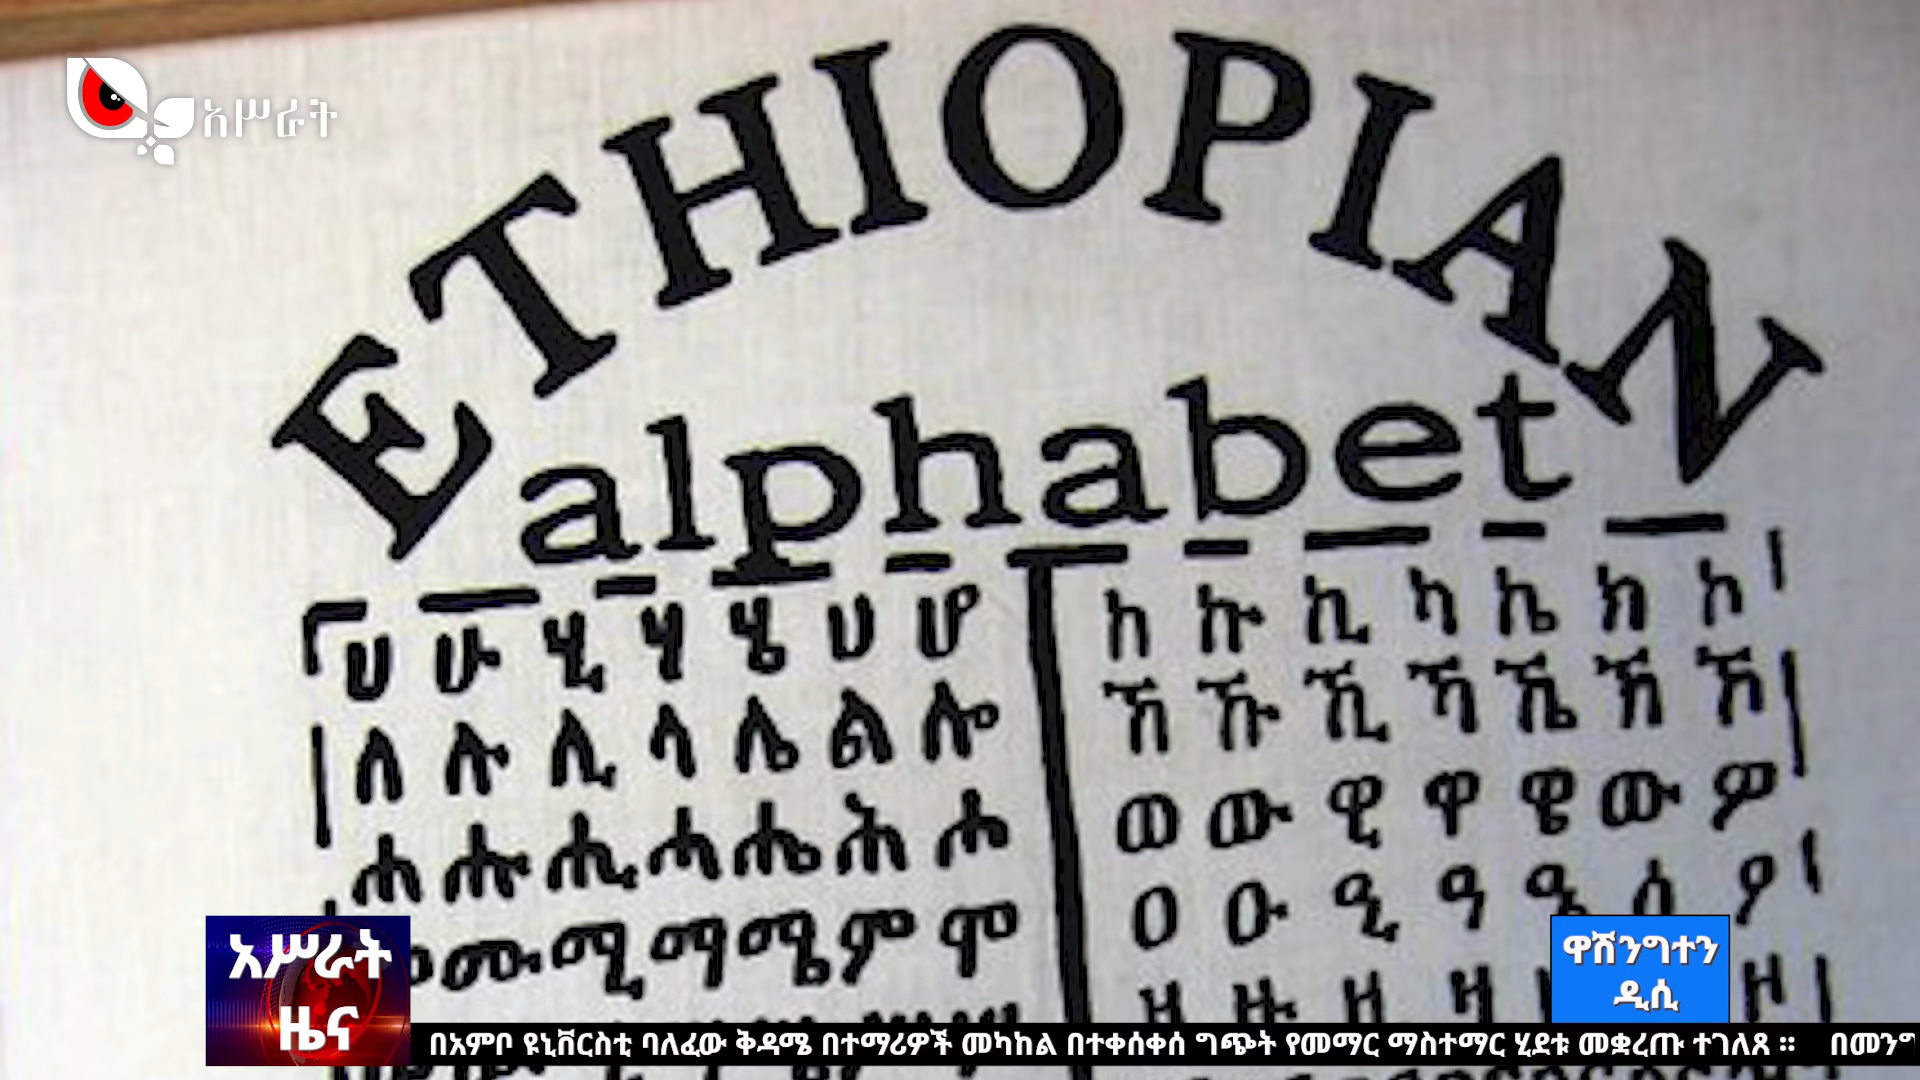 አሥራት
ETHIOPIAN
alphabet
ሀ ሁ ሂ ሃ ሄ ህ ሆ
ለ ሉ ሊ ላ ሌ ል ሎ
ሐ ሑ ሒ ሓ ሔ ሕ ሖ
ሙ ሚ ማ ሜ ም ሞ
ከ ኩ ኪ ካ ኬ ክ ኮ
ኸ ኹ ኺ ኻ ኼ ኽ ኾ
ወ ዉ ዊ ዋ ዌ ው ዎ
ዐ ዑ ዒ ዓ ዔ ዕ ዖ
አሥራት
ዜና
ዋሽንግተን
ዲሲ
በአምቦ ዩኒቨርስቲ ባለፈው ቅዳሜ በተማሪዎች መካከል በተቀሰቀሰ ግጭት የመማር ማስተማር ሂደቱ መቋረጡ ተገለጸ ። በመንግ